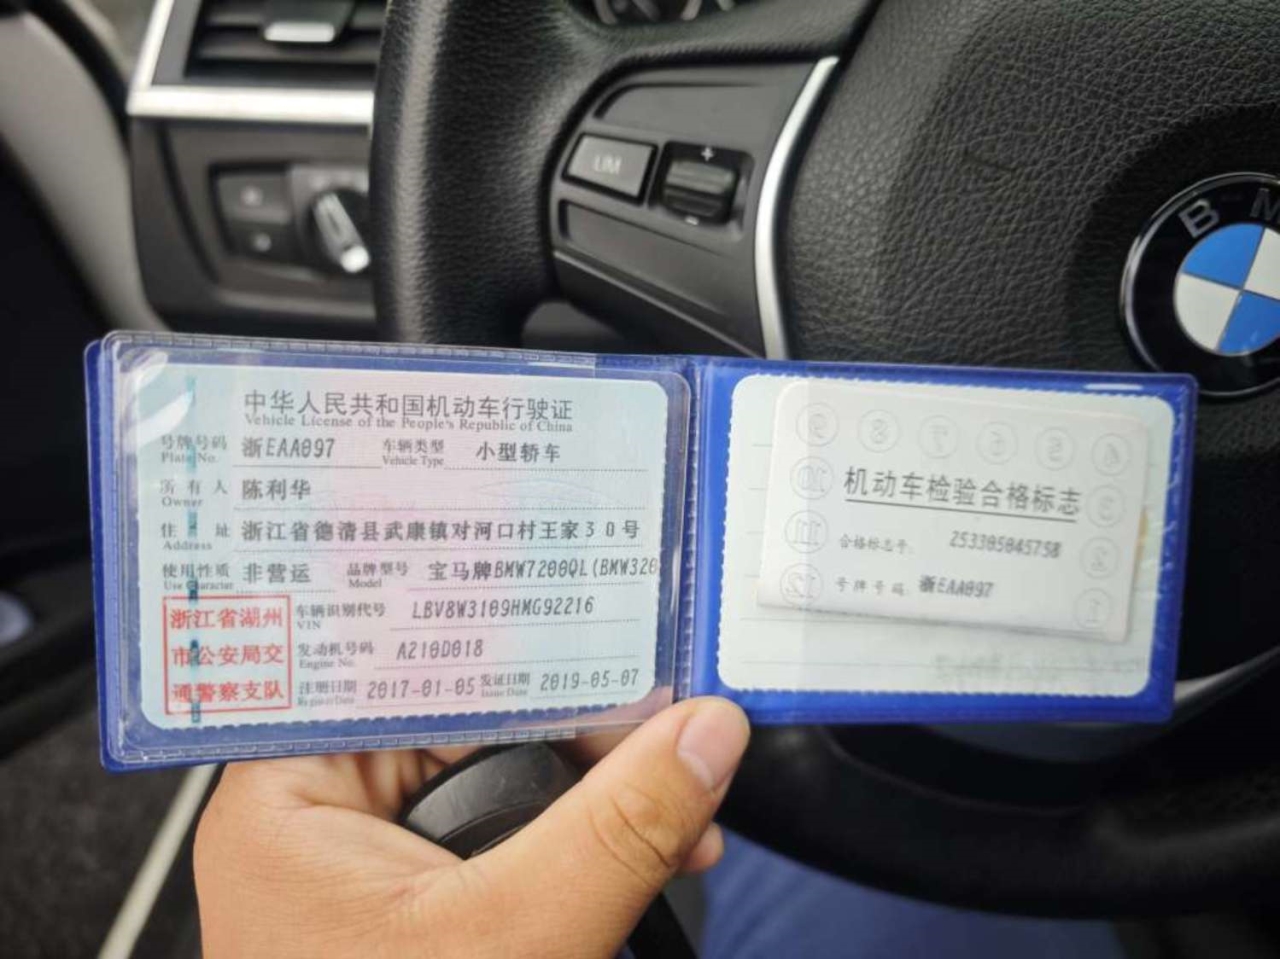 LIM
+
-
B M
中华人民共和国机动车行驶证
Vehicle License of the People's Republic of China
号牌号码 浙EAA097 车辆类型 小型轿车
Plate No. Vehicle Type
所有人 陈利华
Owner
住址 浙江省德清县武康镇对河口村王家30号
Address
使用性质 非营运 品牌型号 宝马牌BMW7200QL(BMW320
Use Character Model
浙江省湖州
市公安局交
通警察支队
车辆识别代号 LBV8W3109HMG92216
VIN
发动机号码 A210D018
Engine No.
注册日期 2017-01-05 发证日期 2019-05-07
Register Date Issue Date
9 8 7 6 5 4
10 3
11 2
12 1
机动车检验合格标志
合格标志号: 253305045758
号牌号码 浙EAA097